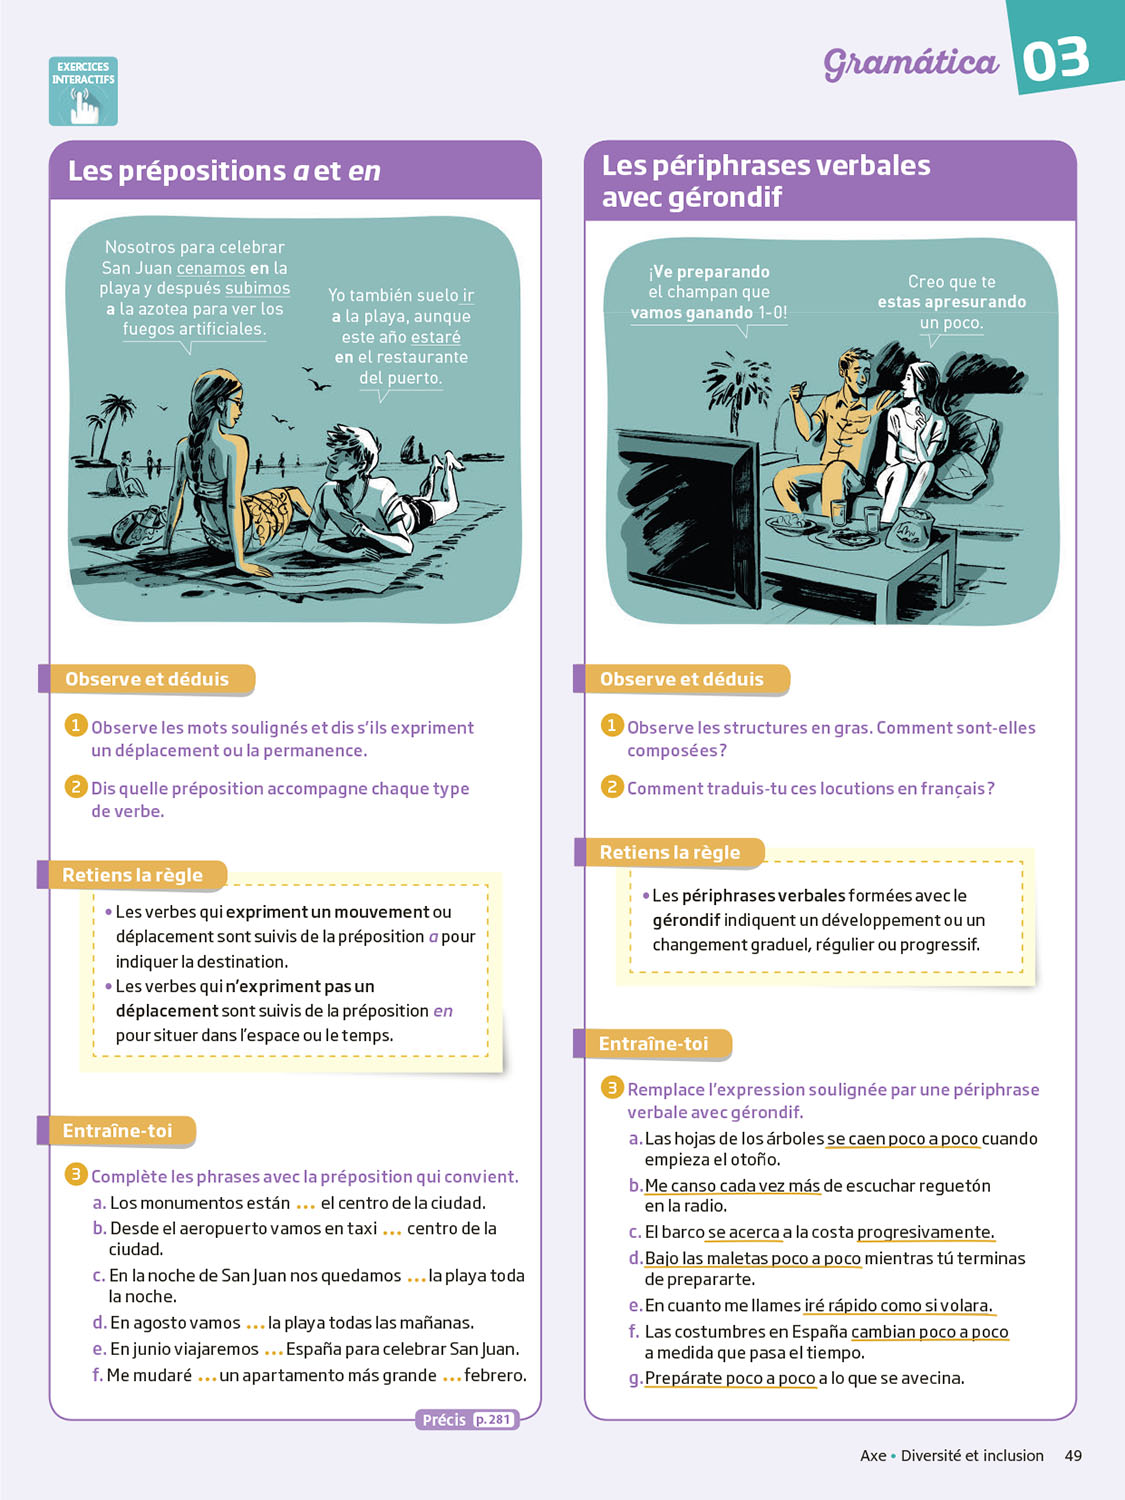 EXERCICES
INTERACTIFS
Gramática
03
Les prépositions a et en
Nosotros para celebrar
San Juan cenamos en la
playa y después subimos
a la azotea para ver los
fuegos artificiales.
Yo también suelo ir
a la playa, aunque
este año estaré
en el restaurante
del puerto.
Observe et déduis
1 Observe les mots soulignés et dis s'ils expriment
un déplacement ou la permanence.
2 Dis quelle préposition accompagne chaque type
de verbe.
Retiens la règle
• Les verbes qui expriment un mouvement ou
déplacement sont suivis de la préposition a pour
indiquer la destination.
• Les verbes qui n'expriment pas un
déplacement sont suivis de la préposition en
pour situer dans l'espace ou le temps.
Entraîne-toi
3 Complète les phrases avec la préposition qui convient.
a. Los monumentos están ... el centro de la ciudad.
b. Desde el aeropuerto vamos en taxi ... centro de la
ciudad.
c. En la noche de San Juan nos quedamos ... la playa toda
la noche.
d. En agosto vamos ... la playa todas las mañanas.
e. En junio viajaremos ... España para celebrar San Juan.
f. Me mudaré ... un apartamento más grande ... febrero.
Précis p. 281
Les périphrases verbales
avec gérondif
¡Ve preparando
el champan que
vamos ganando 1-0!
Creo que te
estas apresurando
un poco.
Observe et déduis
1 Observe les structures en gras. Comment sont-elles
composées ?
2 Comment traduis-tu ces locutions en français ?
Retiens la règle
• Les périphrases verbales formées avec le
gérondif indiquent un développement ou un
changement graduel, régulier ou progressif.
Entraîne-toi
3 Remplace l'expression soulignée par une périphrase
verbale avec gérondif.
a. Las hojas de los árboles se caen poco a poco cuando
empieza el otoño.
b. Me canso cada vez más de escuchar reguetón
en la radio.
c. El barco se acerca a la costa progresivamente.
d. Bajo las maletas poco a poco mientras tú terminas
de prepararte.
e. En cuanto me llames iré rápido como si volara.
f. Las costumbres en España cambian poco a poco
a medida que pasa el tiempo.
g. Prepárate poco a poco a lo que se avecina.
Axe • Diversité et inclusion 49